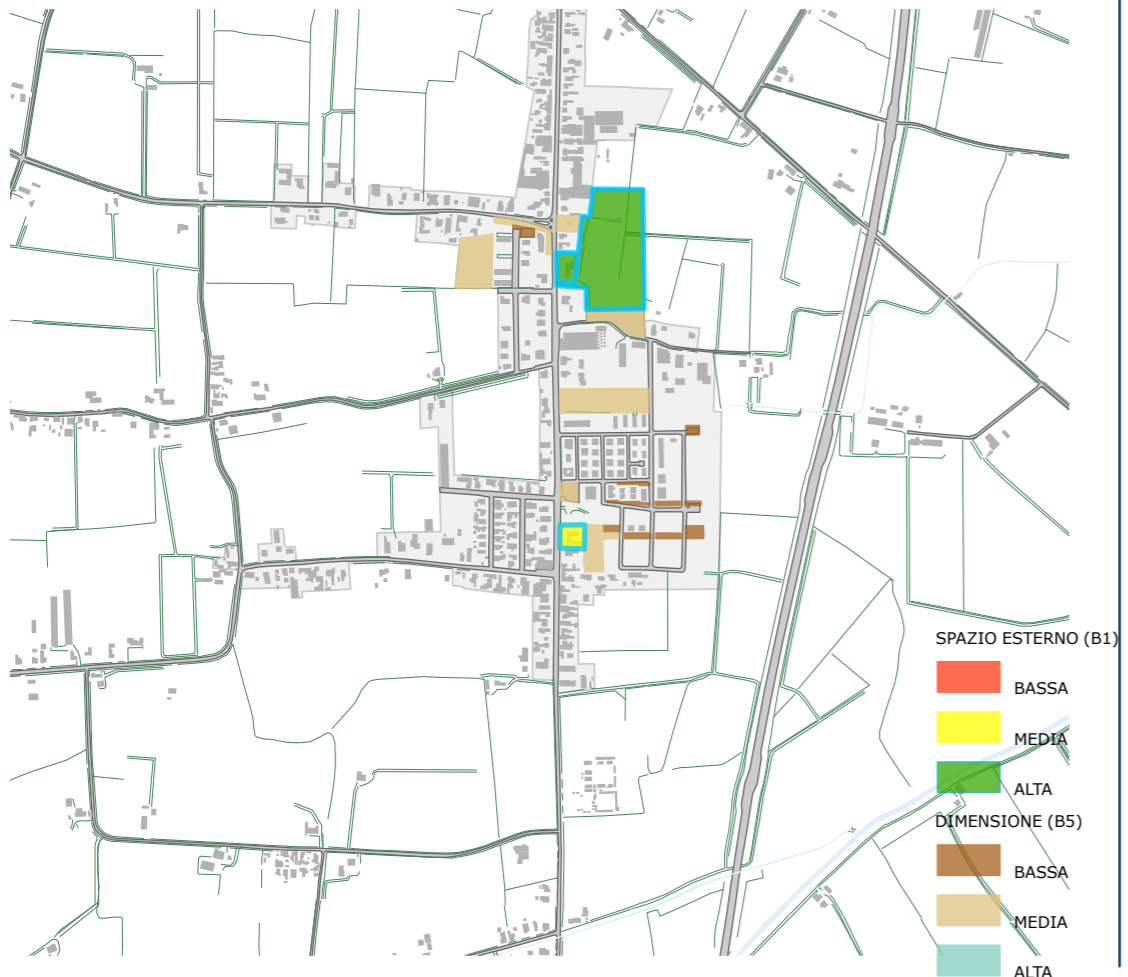 SPAZIO ESTERNO (B1)
BASSA
MEDIA
ALTA
DIMENSIONE (B5)
BASSA
MEDIA
ALTA